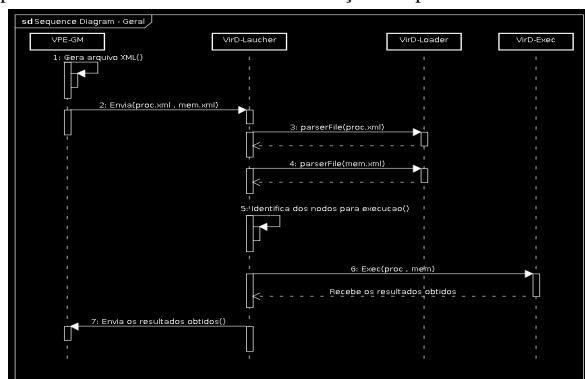 sd Sequence Diagram - Geral
VPE-GM
VirD-Laucher
VirD-Loader
VirD-Exec
1: Gera arquivo XML()
2: Envia(proc.xml , mem.xml)
3: parserFile(proc.xml)
4: parserFile(mem.xml)
5: Identifica dos nodos para execucao()
6: Exec(proc , mem)
Recebe os resultados obtidos
7: Envia os resultados obtidos()